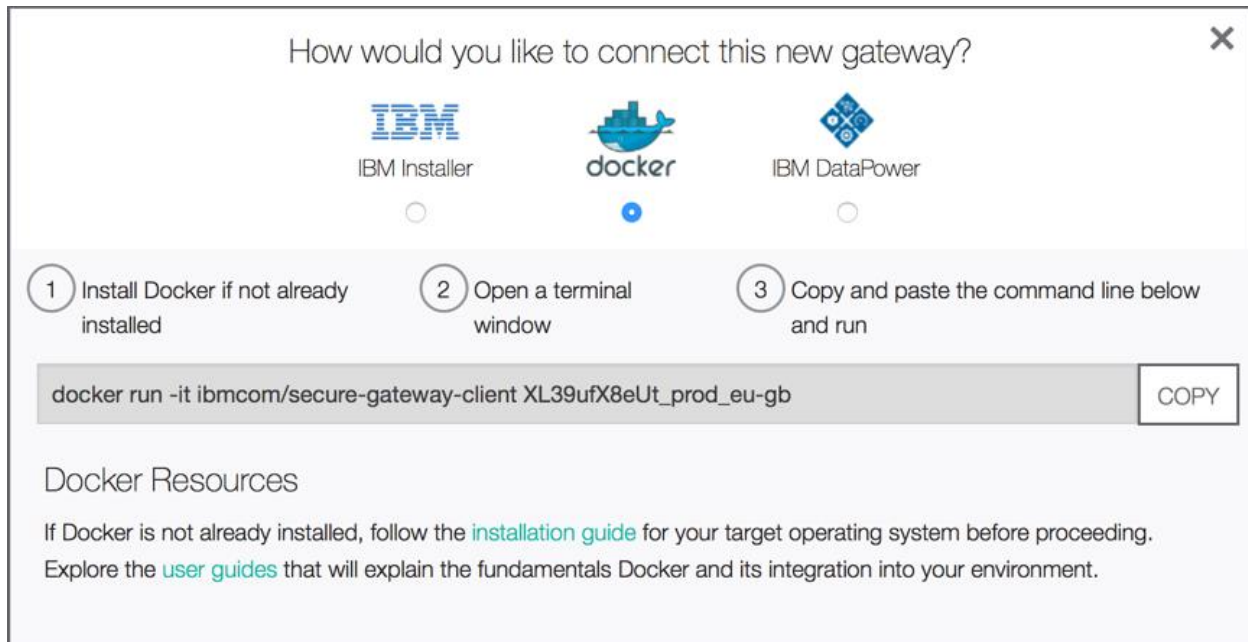 How would you like to connect this new gateway?
IBM
docker
IBM Installer
IBM DataPower
1 Install Docker if not already
installed
2 Open a terminal
window
3 Copy and paste the command line below
and run
docker run -it ibmcom/secure-gateway-client XL39ufX8eUt_prod_eu-gb
COPY
Docker Resources
If Docker is not already installed, follow the installation guide for your target operating system before proceeding.
Explore the user guides that will explain the fundamentals Docker and its integration into your environment.